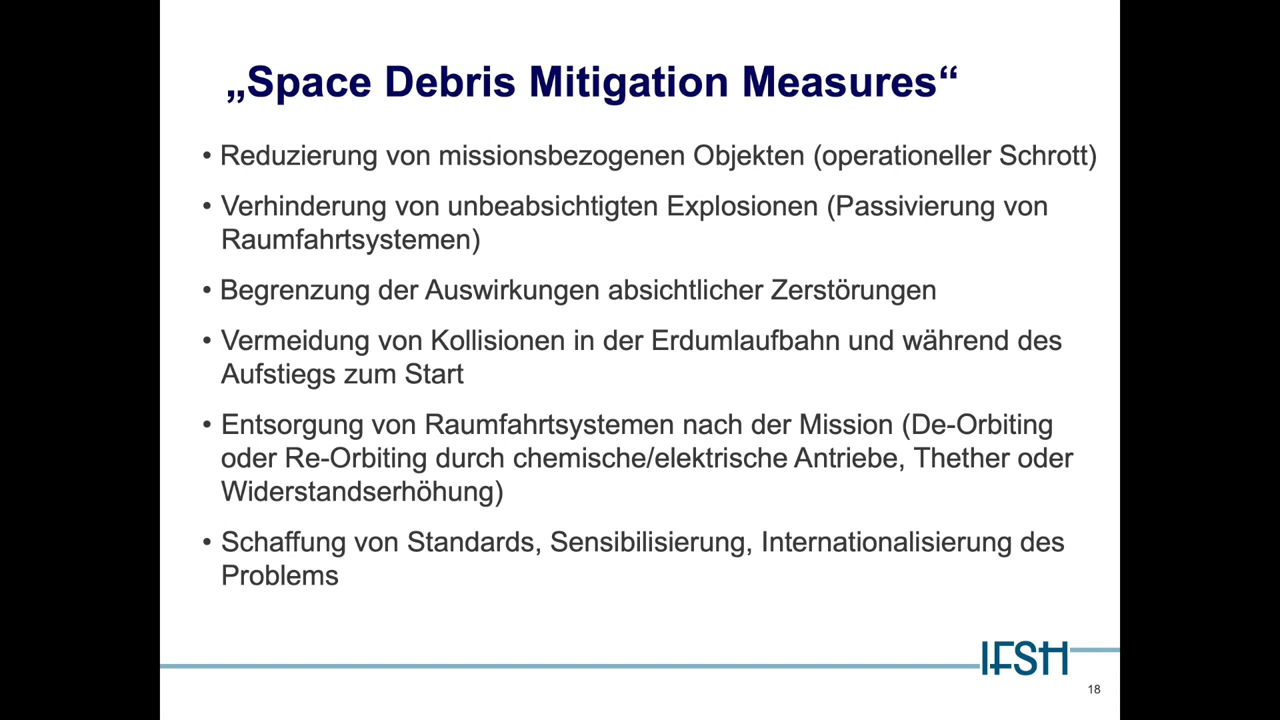 „Space Debris Mitigation Measures“
• Reduzierung von missionsbezogenen Objekten (operationeller Schrott)
• Verhinderung von unbeabsichtigten Explosionen (Passivierung von
Raumfahrtsystemen)
• Begrenzung der Auswirkungen absichtlicher Zerstörungen
• Vermeidung von Kollisionen in der Erdumlaufbahn und während des
Aufstiegs zum Start
• Entsorgung von Raumfahrtsystemen nach der Mission (De-Orbiting
oder Re-Orbiting durch chemische/elektrische Antriebe, Thether oder
Widerstandserhöhung)
• Schaffung von Standards, Sensibilisierung, Internationalisierung des
Problems
IFSH
18